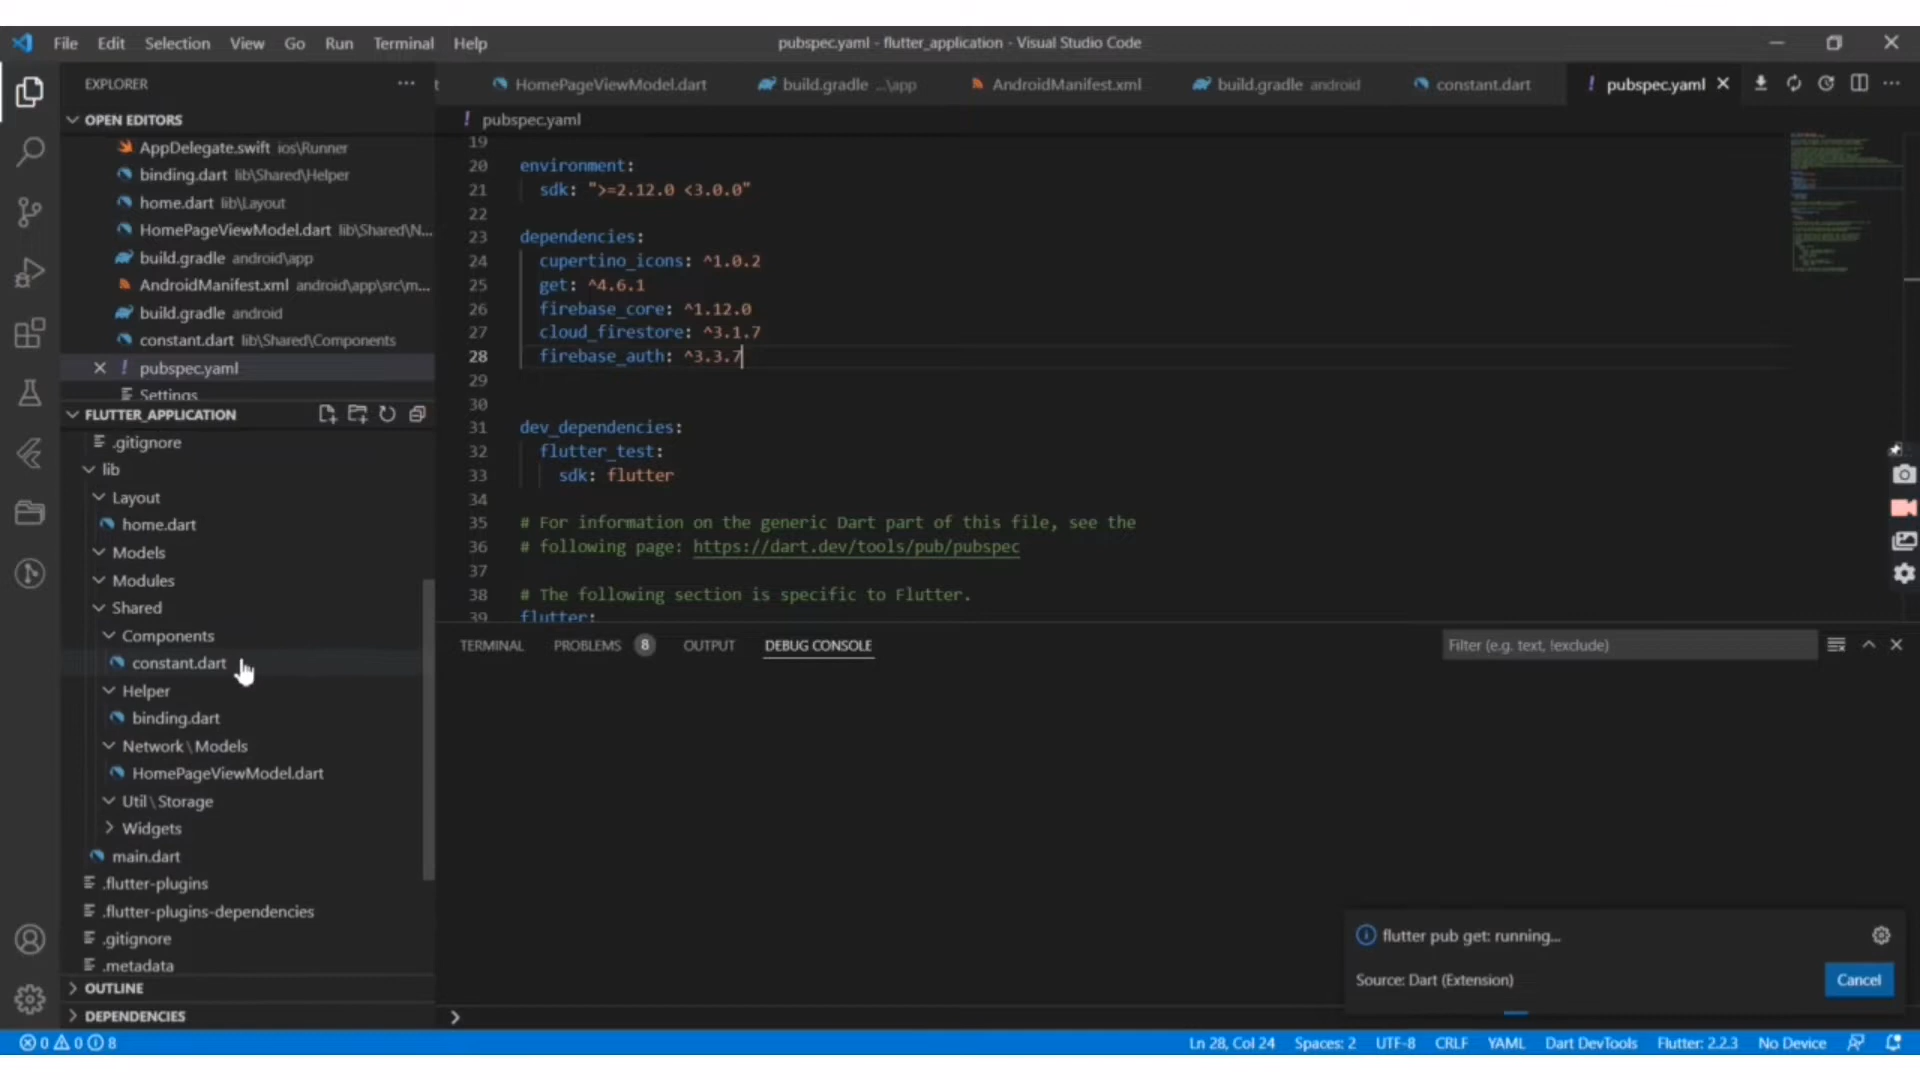 File Edit Selection View Go Run Terminal Help
pubspec.yaml - flutter_application - Visual Studio Code
EXPLORER
HomePageViewModel.dart
build.gradle ...\app
AndroidManifest.xml
build.gradle android
constant.dart
! pubspec.yaml
OPEN EDITORS
AppDelegate.swift ios\Runner
binding.dart lib\Shared\Helper
home.dart lib\Layout
HomePageViewModel.dart lib\Shared\N...
build.gradle android\app
AndroidManifest.xml android\app\src\m...
build.gradle android
constant.dart lib\Shared\Components
! pubspec.yaml
Settings
FLUTTER_APPLICATION
.gitignore
lib
Layout
home.dart
Models
Modules
Shared
Components
constant.dart
Helper
binding.dart
Network\Models
HomePageViewModel.dart
Util\Storage
Widgets
main.dart
.flutter-plugins
.flutter-plugins-dependencies
.gitignore
.metadata
OUTLINE
DEPENDENCIES
! pubspec.yaml
19
20 environment:
21 sdk: ">=2.12.0 <3.0.0"
22
23 dependencies:
24 cupertino_icons: ^1.0.2
25 get: ^4.6.1
26 firebase_core: ^1.12.0
27 cloud_firestore: ^3.1.7
28 firebase_auth: ^3.3.7
29
30
31 dev_dependencies:
32 flutter_test:
33 sdk: flutter
34
35 # For information on the generic Dart part of this file, see the
36 # following page: https://dart.dev/tools/pub/pubspec
37
38 # The following section is specific to Flutter.
39 flutter:
TERMINAL PROBLEMS 8 OUTPUT DEBUG CONSOLE
Filter (e.g. text, !exclude)
flutter pub get: running...
Source: Dart (Extension)
Cancel
0 0 8
Ln 28, Col 24 Spaces: 2 UTF-8 CRLF YAML Dart DevTools Flutter: 2.2.3 No Device